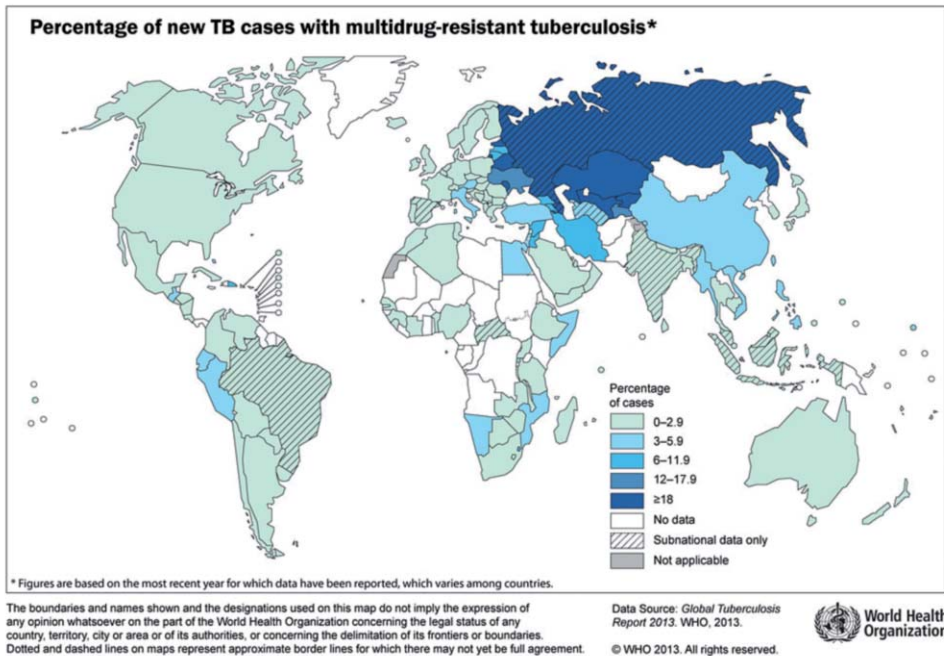 Percentage of new TB cases with multidrug-resistant tuberculosis*
Percentage
of cases
0–2.9
3–5.9
6–11.9
12–17.9
≥18
No data
Subnational data only
Not applicable
* Figures are based on the most recent year for which data have been reported, which varies among countries.
The boundaries and names shown and the designations used on this map do not imply the expression of
any opinion whatsoever on the part of the World Health Organization concerning the legal status of any
country, territory, city or area or of its authorities, or concerning the delimitation of its frontiers or boundaries.
Dotted and dashed lines on maps represent approximate border lines for which there may not yet be full agreement.
Data Source: Global Tuberculosis
Report 2013. WHO, 2013.
© WHO 2013. All rights reserved.
World Health
Organization